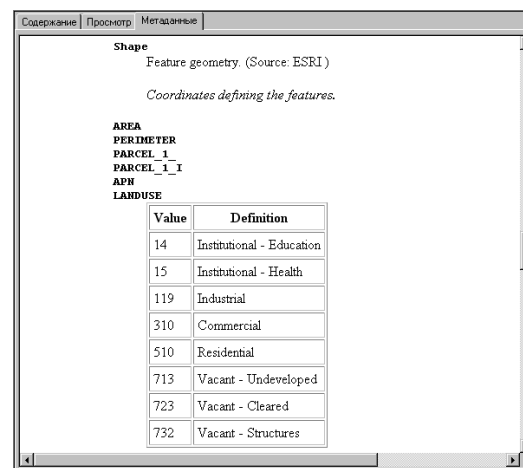 Содержание Просмотр Метаданные
Shape
Feature geometry. (Source: ESRI )
Coordinates defining the features.
AREA
PERIMETER
PARCEL_1_
PARCEL_1_I
APN
LANDUSE
Value Definition
14 Institutional - Education
15 Institutional - Health
119 Industrial
310 Commercial
510 Residential
713 Vacant - Undeveloped
723 Vacant - Cleared
732 Vacant - Structures